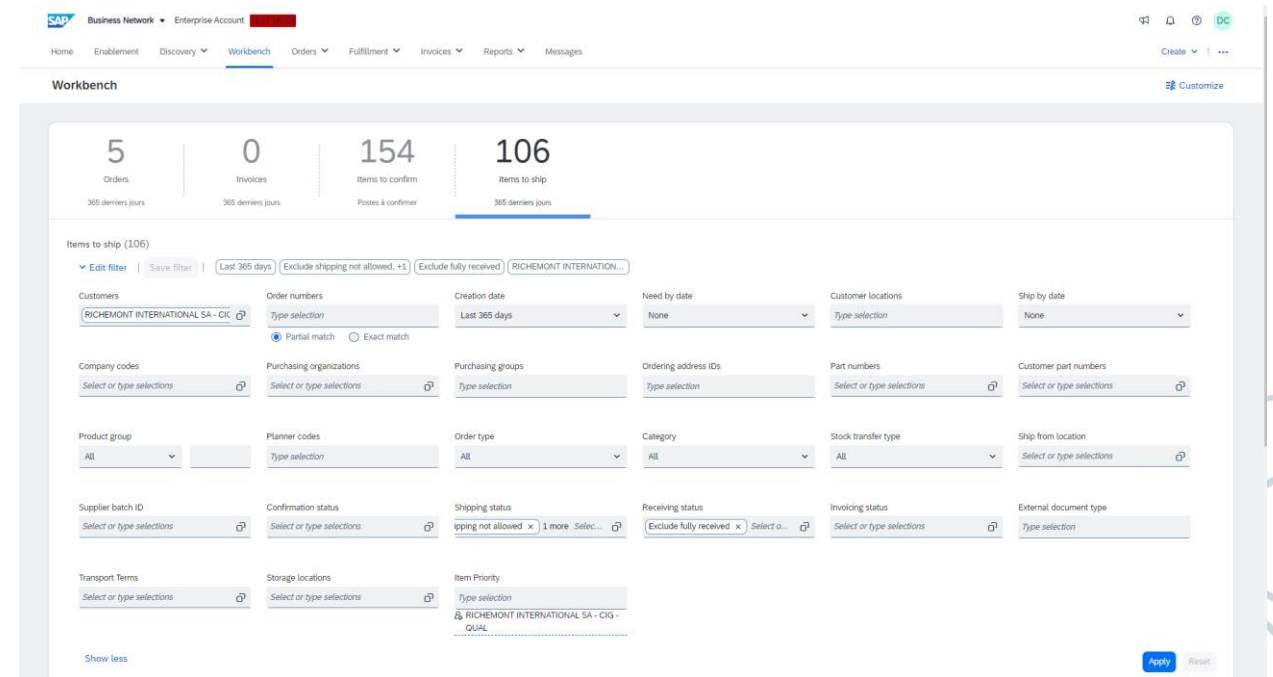 SAP Business Network Enterprise Account
DC
Home Enablement Discovery Workbench Orders Fulfillment Invoices Reports Messages Create
Workbench Customize
5 0 154 106
Orders Invoices Items to confirm Items to ship
365 derniers jours 365 derniers jours Postes à confirmer 365 derniers jours
Items to ship (106)
Edit filter | Save filter | Last 365 days Exclude shipping not allowed, +1 Exclude fully received RICHEMONT INTERNATION...
Customers Order numbers Creation date Need by date Customer locations Ship by date
RICHEMONT INTERNATIONAL SA - CIG Type selection Last 365 days None Type selection None
Partial match Exact match
Company codes Purchasing organizations Purchasing groups Ordering address IDs Part numbers Customer part numbers
Select or type selections Select or type selections Type selection Type selection Select or type selections Select or type selections
Product group Planner codes Order type Category Stock transfer type Ship from location
All Type selection All All All Select or type selections
Supplier batch ID Confirmation status Shipping status Receiving status Invoicing status External document type
Select or type selections Select or type selections ipping not allowed x 1 more Selec... Exclude fully received x Select o... Select or type selections Type selection
Transport Terms Storage locations Item Priority
Select or type selections Select or type selections Type selection
RICHEMONT INTERNATIONAL SA - CIG -
QUAL
Show less Apply Reset